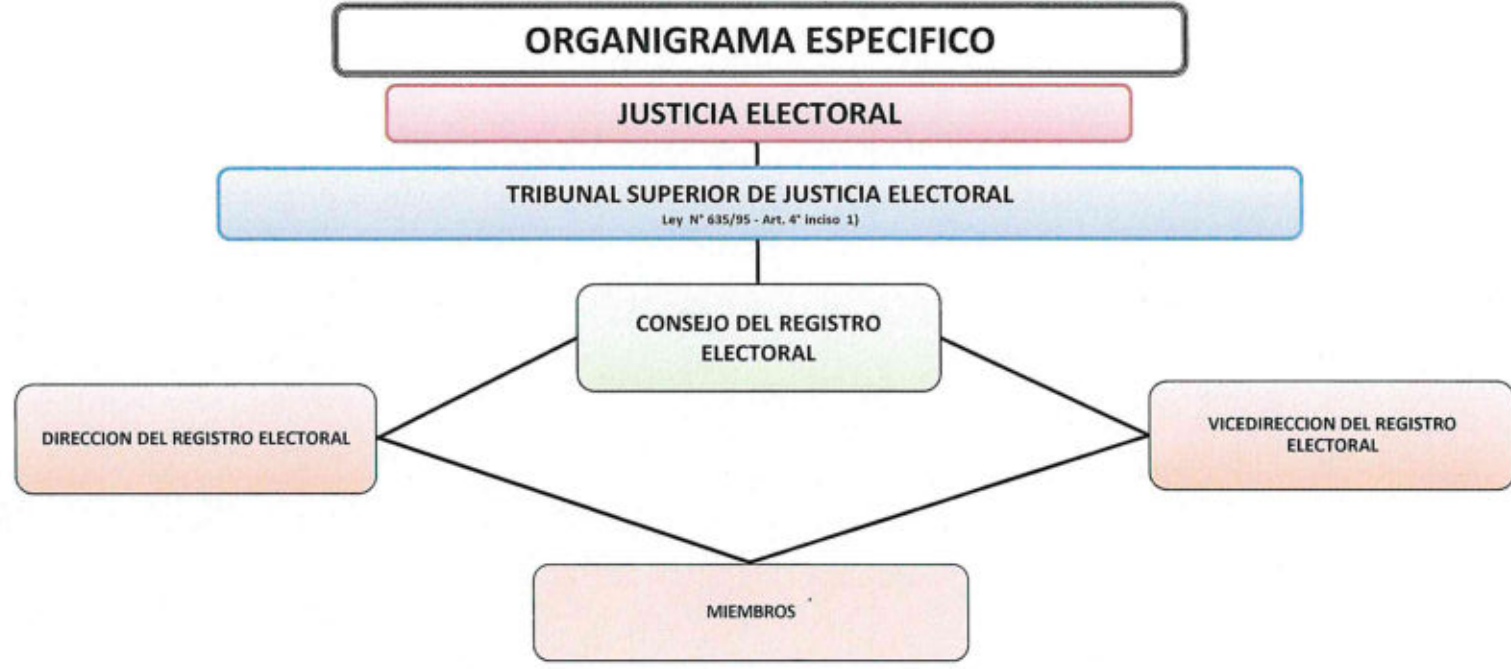 ORGANIGRAMA ESPECIFICO
JUSTICIA ELECTORAL
TRIBUNAL SUPERIOR DE JUSTICIA ELECTORAL
Ley N° 635/95 - Art. 4° inciso 1)
CONSEJO DEL REGISTRO
ELECTORAL
DIRECCION DEL REGISTRO ELECTORAL
VICEDIRECCION DEL REGISTRO
ELECTORAL
MIEMBROS